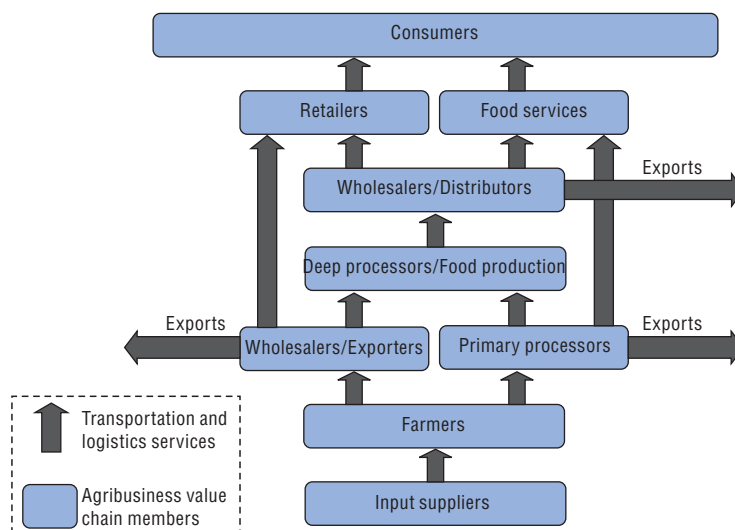 Consumers
Retailers
Food services
Wholesalers/Distributors
Exports
Deep processors/Food production
Exports
Wholesalers/Exporters
Primary processors
Exports
Farmers
Input suppliers
Transportation and
logistics services
Agribusiness value
chain members